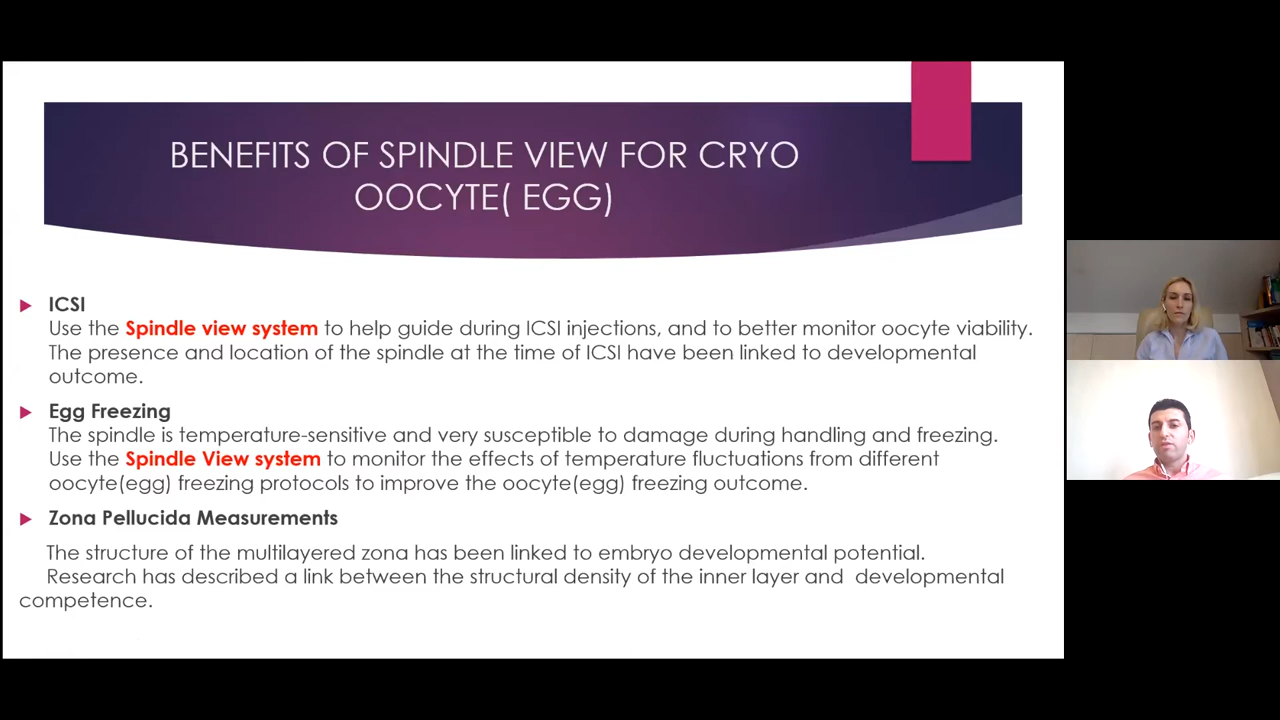 BENEFITS OF SPINDLE VIEW FOR CRYO
OOCYTE( EGG)
ICSI
Use the Spindle view system to help guide during ICSI injections, and to better monitor oocyte viability.
The presence and location of the spindle at the time of ICSI have been linked to developmental
outcome.
Egg Freezing
The spindle is temperature-sensitive and very susceptible to damage during handling and freezing.
Use the Spindle View system to monitor the effects of temperature fluctuations from different
oocyte(egg) freezing protocols to improve the oocyte(egg) freezing outcome.
Zona Pellucida Measurements
The structure of the multilayered zona has been linked to embryo developmental potential.
Research has described a link between the structural density of the inner layer and  developmental
competence.